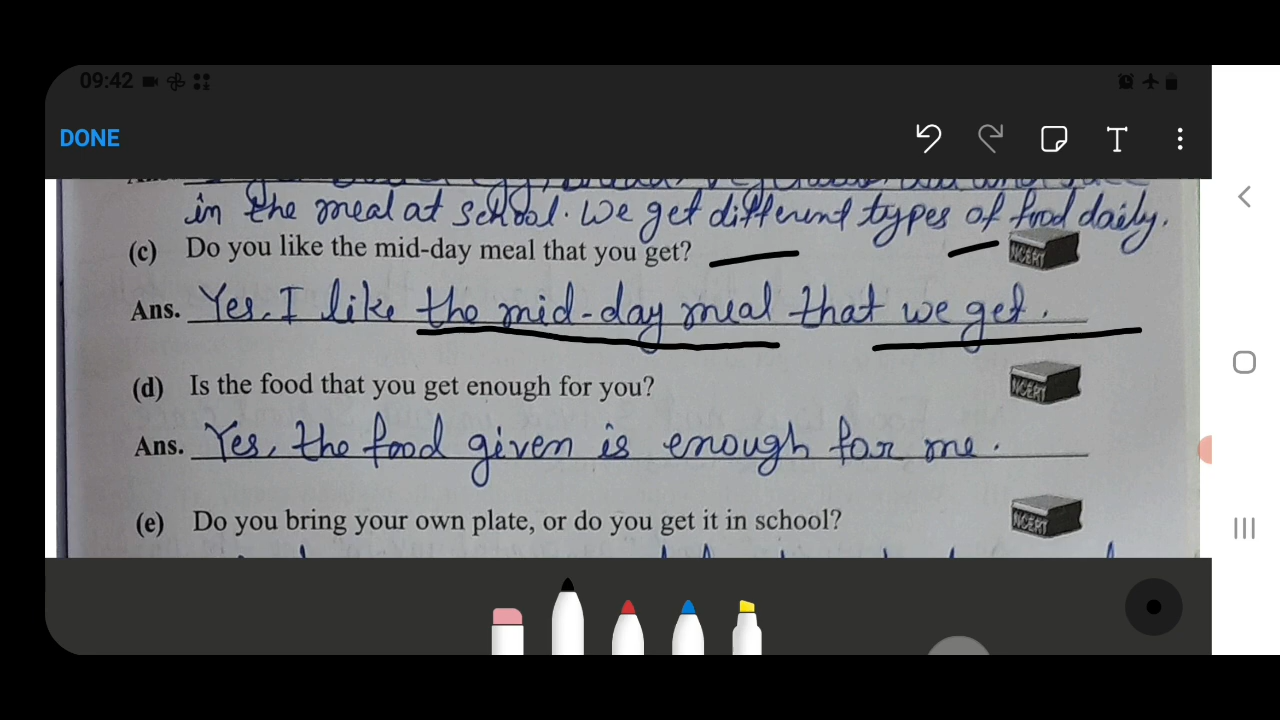 09:42
DONE
T
in the meal at school. We get different types of food daily.
(c) Do you like the mid-day meal that you get? NCERT
Ans. Yes, I like the mid-day meal that we get.
(d) Is the food that you get enough for you? NCERT
Ans. Yes, the food given is enough for me.
(e) Do you bring your own plate, or do you get it in school? NCERT